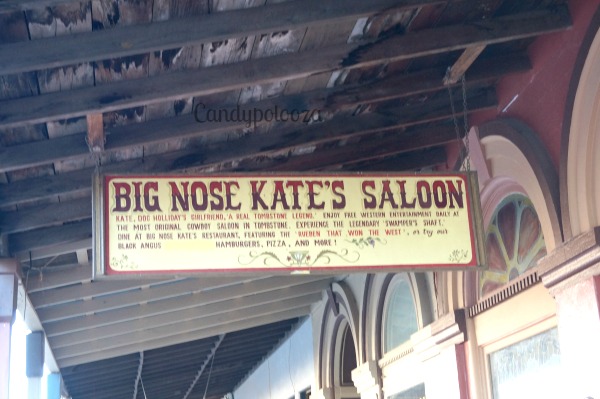 Candypolooza
BIG NOSE KATE'S SALOON
KATE, DOC HOLLIDAY'S GIRLFRIEND, 'A REAL TOMBSTONE LEGEND.' ENJOY FREE WESTERN ENTERTAINMENT DAILY AT
THE MOST ORIGINAL COWBOY SALOON IN TOMBSTONE. EXPERIENCE THE LEGENDARY 'SWAMPER'S SHAFT.'
DINE AT BIG NOSE KATE'S RESTAURANT, FEATURING THE 'RUEBEN THAT WON THE WEST', or try our
BLACK ANGUS HAMBURGERS, PIZZA, AND MORE!